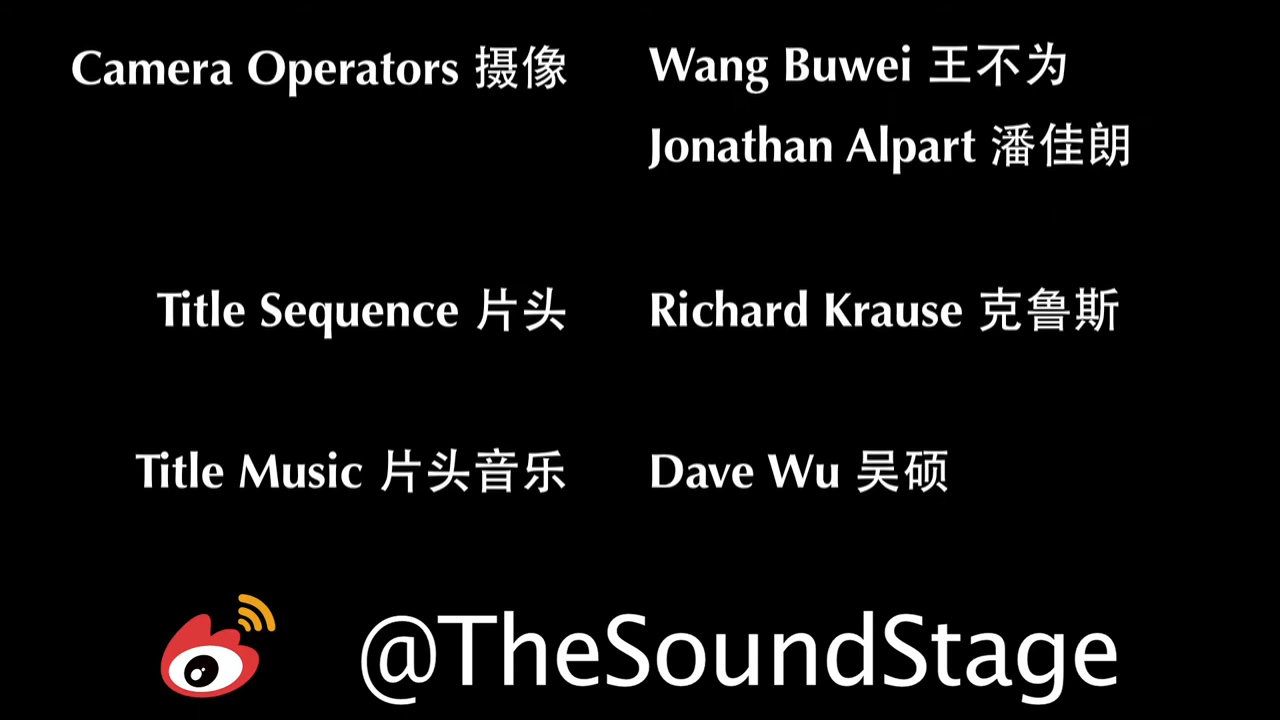 Camera Operators 摄像 Wang Buwei 王不为
Jonathan Alpart 潘佳朗
Title Sequence 片头 Richard Krause 克鲁斯
Title Music 片头音乐 Dave Wu 吴硕
@TheSoundStage